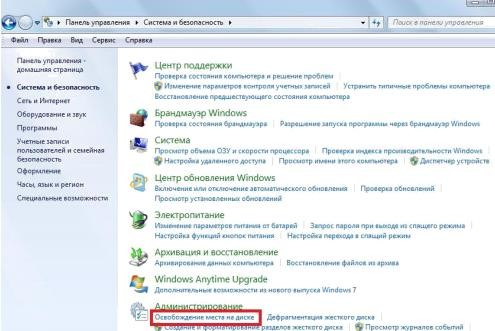 Панель управления ▸ Система и безопасность ▸
Поиск в панели управления
Файл Правка Вид Сервис Справка
Панель управления -
домашняя страница
Система и безопасность
Сеть и Интернет
Оборудование и звук
Программы
Учетные записи
пользователей и семейная
безопасность
Оформление
Часы, язык и регион
Специальные возможности
Центр поддержки
Проверка состояния компьютера и решение проблем
Изменение параметров контроля учетных записей Устранить типичные проблемы компьютера
Восстановление предшествующего состояния компьютера
Брандмауэр Windows
Проверка состояния брандмауэра Разрешение запуска программы через брандмауэр Windows
Система
Просмотр объема ОЗУ и скорости процессора Проверка индекса производительности Windows
Настройка удаленного доступа Просмотр имени этого компьютера Диспетчер устройств
Центр обновления Windows
Включение или отключение автоматического обновления Проверка обновлений
Просмотр установленных обновлений
Электропитание
Изменение параметров питания от батарей Запрос пароля при выходе из спящего режима
Настройка функций кнопок питания Настройка перехода в спящий режим
Архивация и восстановление
Архивирование данных компьютера Восстановление файлов из архива
Windows Anytime Upgrade
Дополнительные возможности из нового выпуска Windows 7
Администрирование
Освобождение места на диске Дефрагментация жесткого диска
Создание и форматирование разделов жесткого диска Просмотр журналов событий